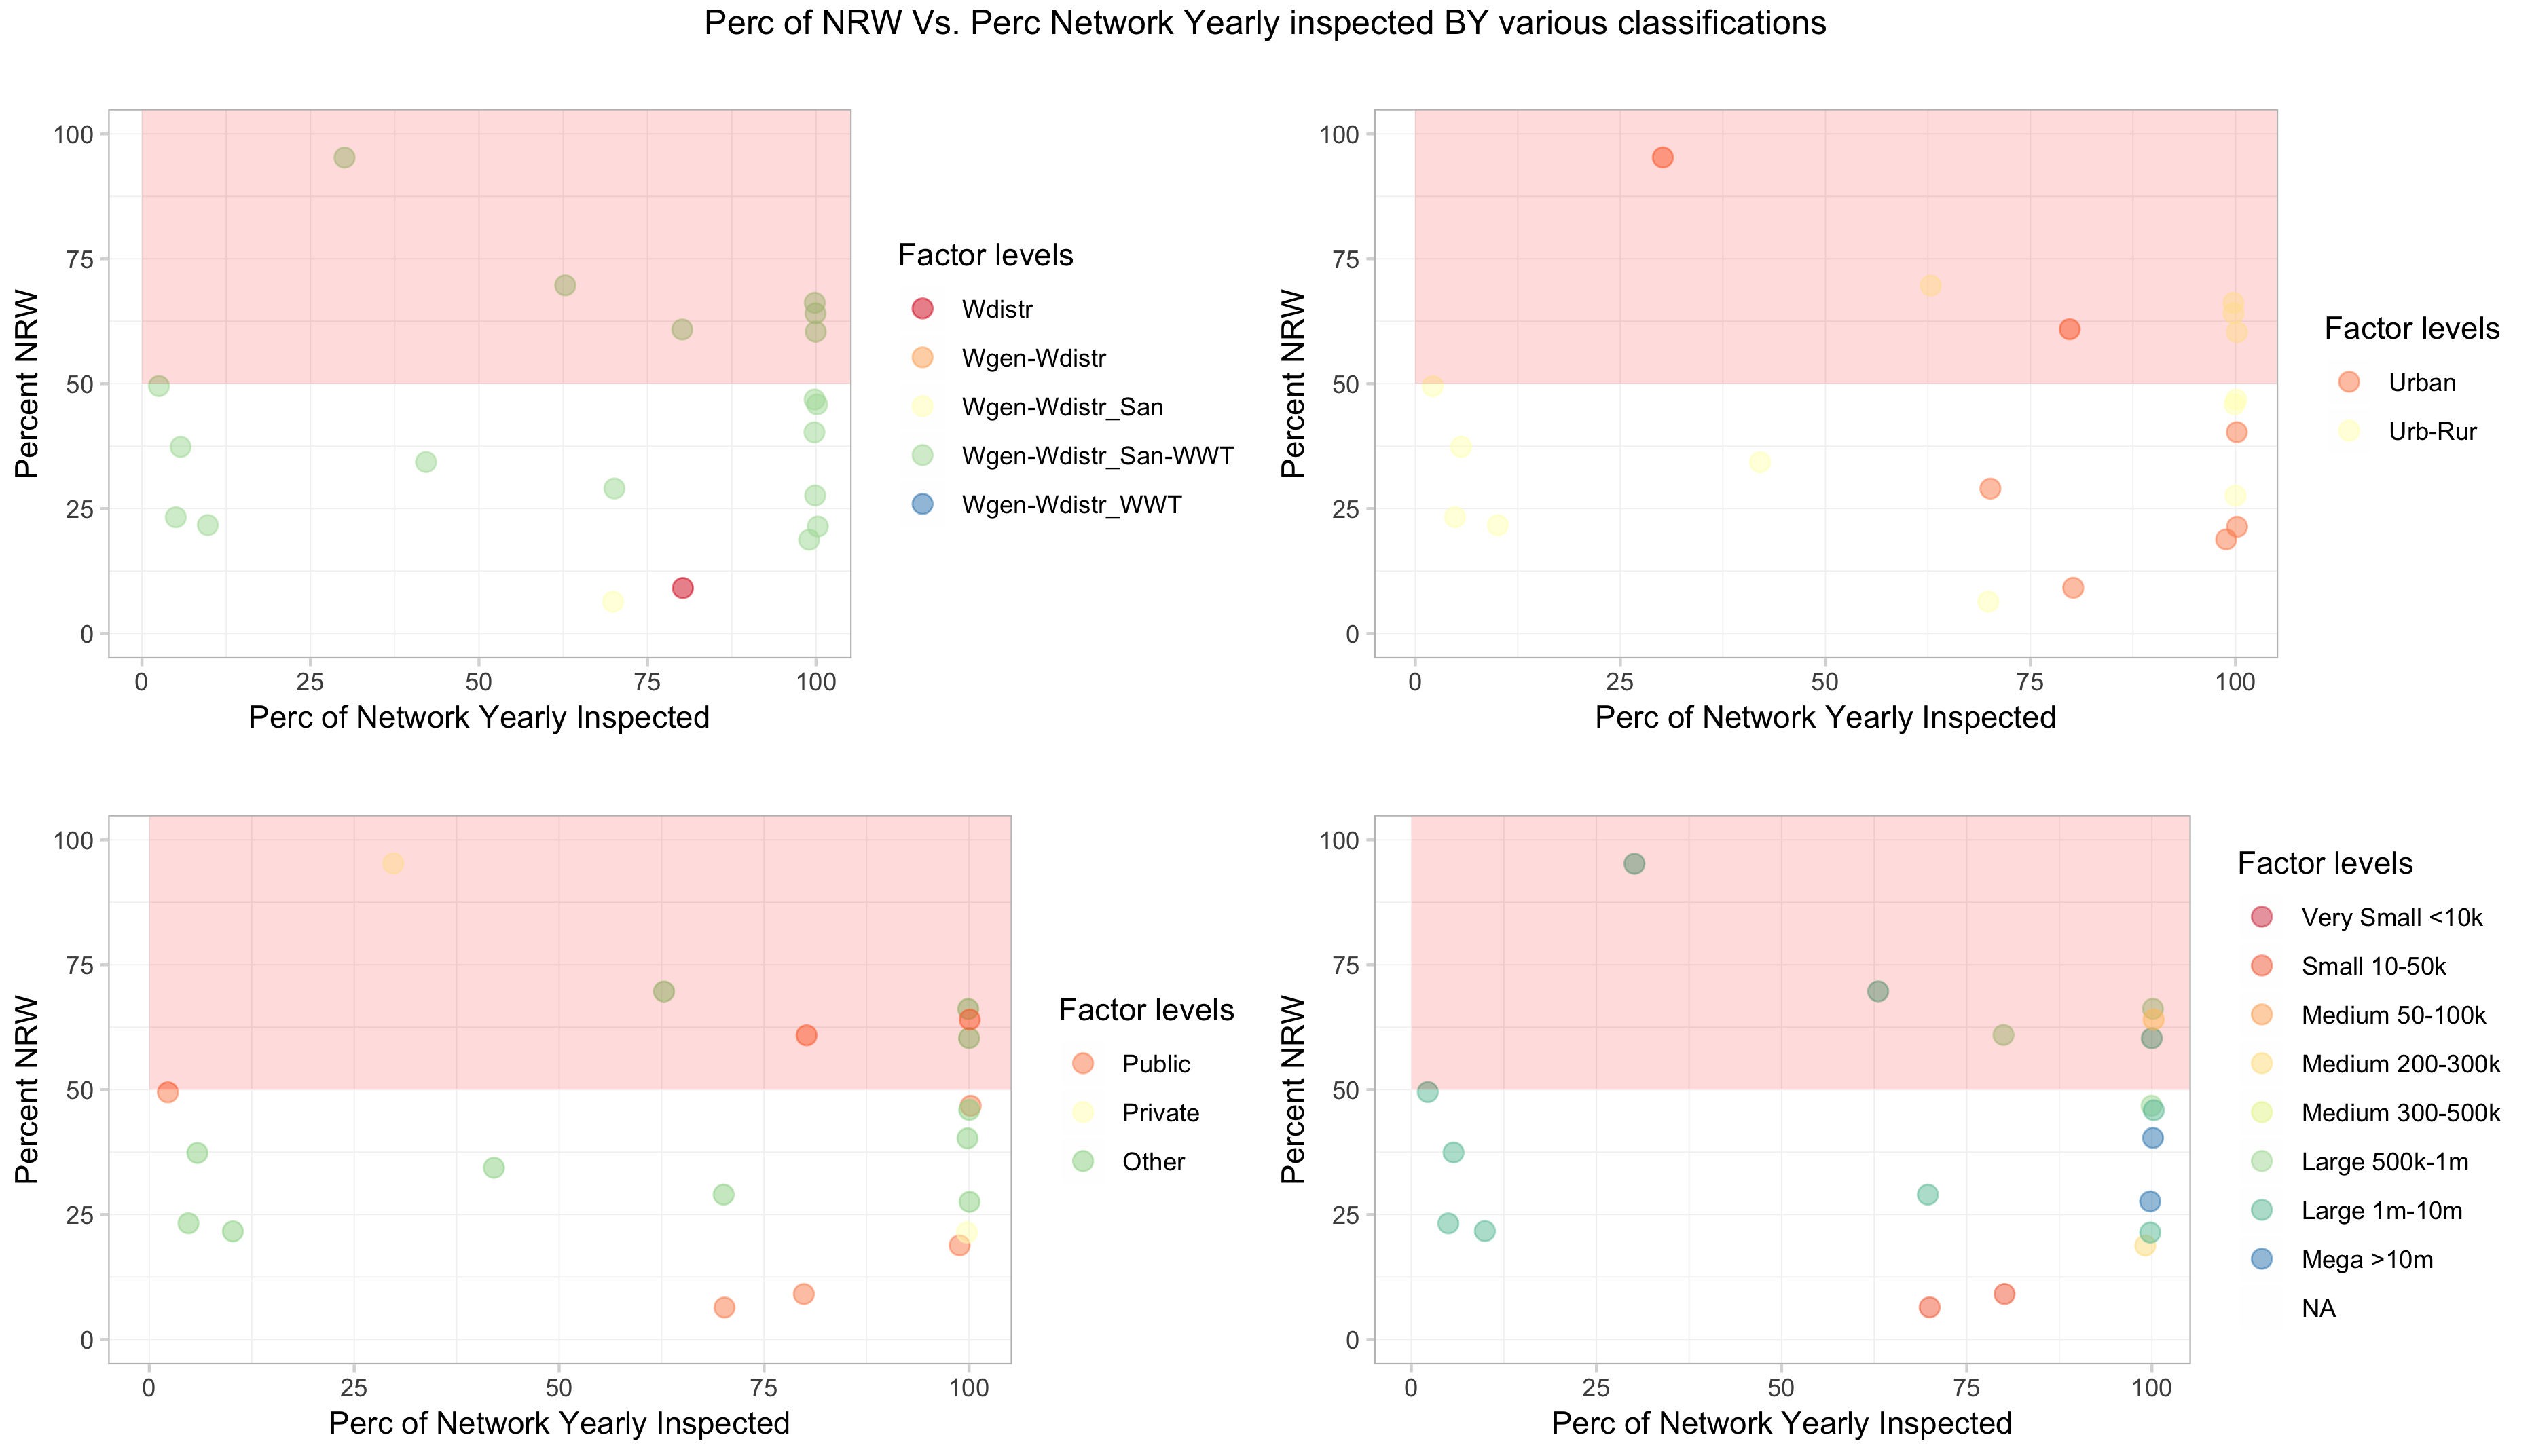 Perc of NRW Vs. Perc Network Yearly inspected BY various classifications
100
75
50
25
0
Percent NRW
0 25 50 75 100
Perc of Network Yearly Inspected
Factor levels
Wdistr
Wgen-Wdistr
Wgen-Wdistr_San
Wgen-Wdistr_San-WWT
Wgen-Wdistr_WWT
100
75
50
25
0
Percent NRW
0 25 50 75 100
Perc of Network Yearly Inspected
Factor levels
Urban
Urb-Rur
100
75
50
25
0
Percent NRW
0 25 50 75 100
Perc of Network Yearly Inspected
Factor levels
Public
Private
Other
100
75
50
25
0
Percent NRW
0 25 50 75 100
Perc of Network Yearly Inspected
Factor levels
Very Small <10k
Small 10-50k
Medium 50-100k
Medium 200-300k
Medium 300-500k
Large 500k-1m
Large 1m-10m
Mega >10m
NA